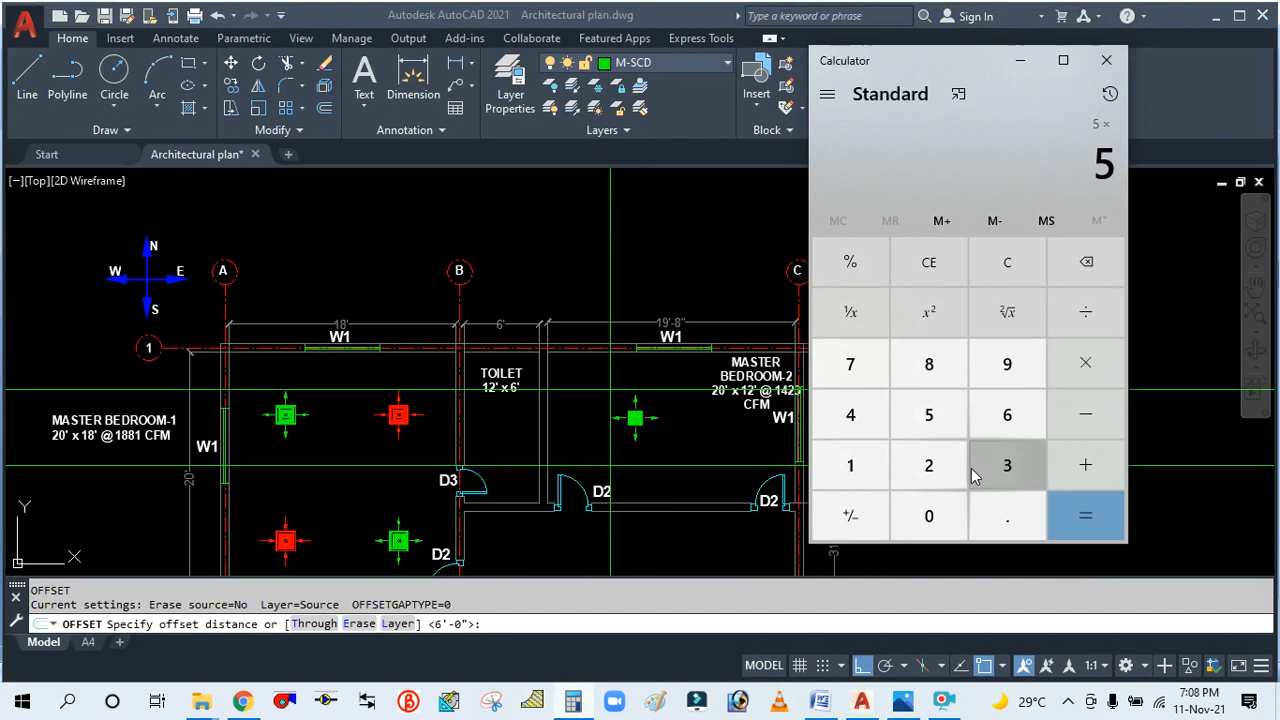 Autodesk AutoCAD 2021 Architectural plan.dwg
Type a keyword or phrase
Sign In
Home Insert Annotate Parametric View Manage Output Add-ins Collaborate Featured Apps Express Tools
M-SCD
Line Polyline Circle Arc Text Dimension Layer Properties Insert
Draw Modify Annotation Layers Block
Start Architectural plan*
[−][Top][2D Wireframe]
Calculator
Standard
5 ×
5
MC MR M+ M- MS M˅
% CE C
¹/x x² ²√x ÷
7 8 9 ×
4 5 6 −
1 2 3 +
+/− 0 . =
N
W E
S
A B C
18' 6' 19'-8"
1
W1 W1
TOILET
12' x 6'
MASTER
BEDROOM-2
20' x 12' @ 1423
CFM
MASTER BEDROOM-1
20' x 18' @1881 CFM
W1
W1
20'
D3
D2
D2
D2
31
Y
X
OFFSET
Current settings: Erase source=No Layer=Source OFFSETGAPTYPE=0
OFFSET Specify offset distance or [Through Erase Layer] <6'-0">:
Model A4
MODEL
1:1
29°C
7:08 PM
11-Nov-21